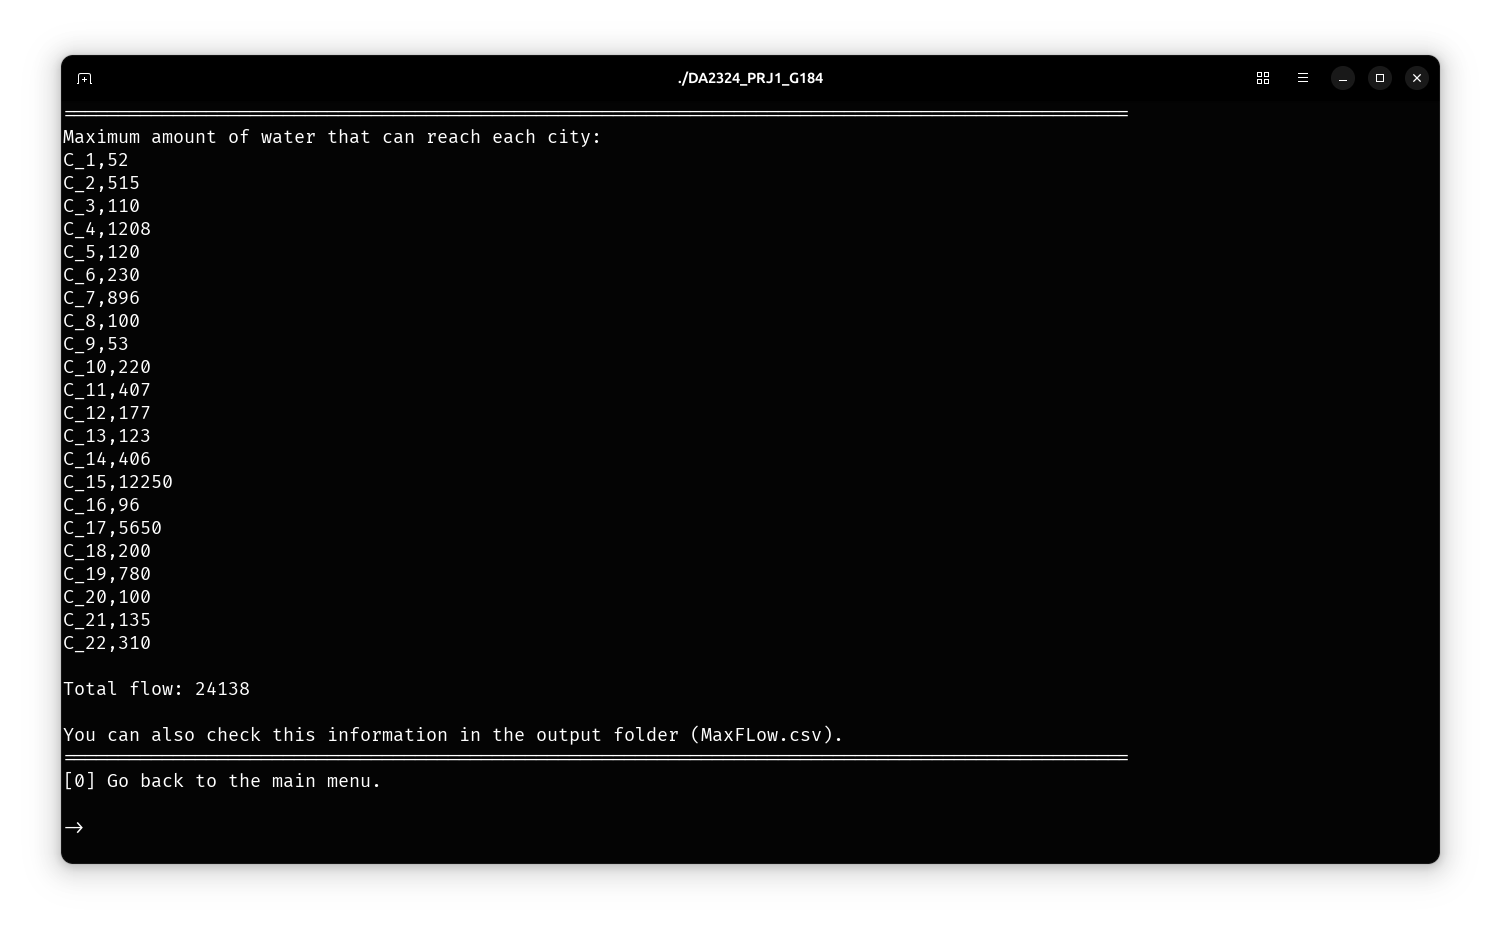 ./DA2324_PRJ1_G184
Maximum amount of water that can reach each city:
C_1,52
C_2,515
C_3,110
C_4,1208
C_5,120
C_6,230
C_7,896
C_8,100
C_9,53
C_10,220
C_11,407
C_12,177
C_13,123
C_14,406
C_15,12250
C_16,96
C_17,5650
C_18,200
C_19,780
C_20,100
C_21,135
C_22,310
Total flow: 24138
You can also check this information in the output folder (MaxFLow.csv).
[0] Go back to the main menu.
->